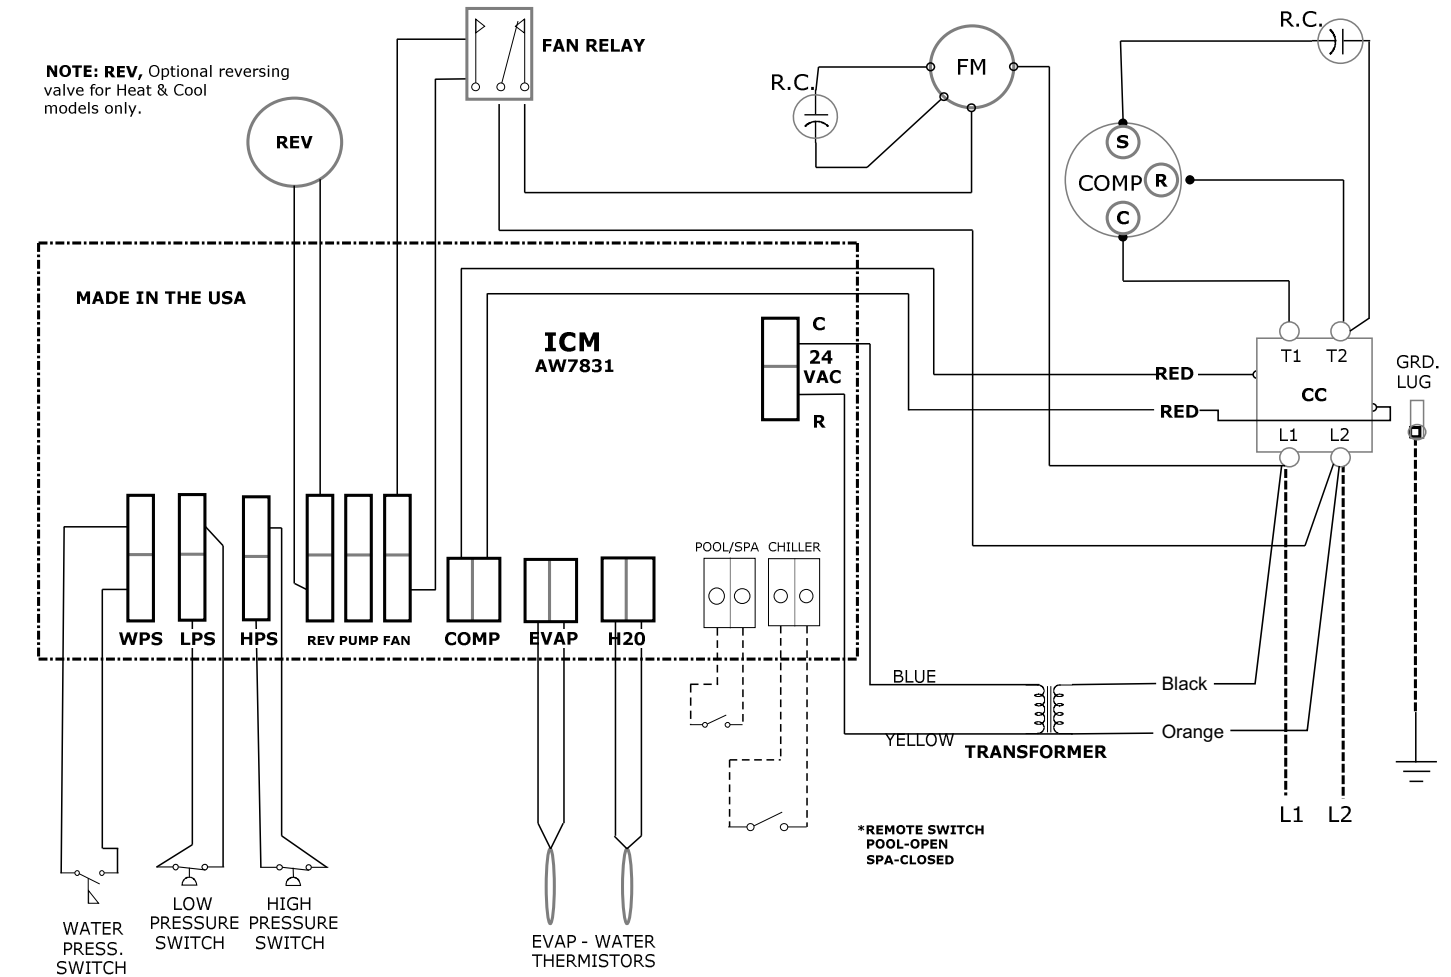 NOTE: REV, Optional reversing
valve for Heat & Cool
models only.
REV
FAN RELAY
R.C.
FM
R.C.
S
COMP
R
C
MADE IN THE USA
ICM
AW7831
C
24
VAC
R
T1
T2
CC
L1
L2
RED
RED
GRD.
LUG
WPS
LPS
HPS
REV PUMP FAN
COMP
EVAP
H20
POOL/SPA
CHILLER
BLUE
YELLOW
TRANSFORMER
Black
Orange
L1
L2
*REMOTE SWITCH
POOL-OPEN
SPA-CLOSED
WATER
PRESS.
SWITCH
LOW
PRESSURE
SWITCH
HIGH
PRESSURE
SWITCH
EVAP - WATER
THERMISTORS